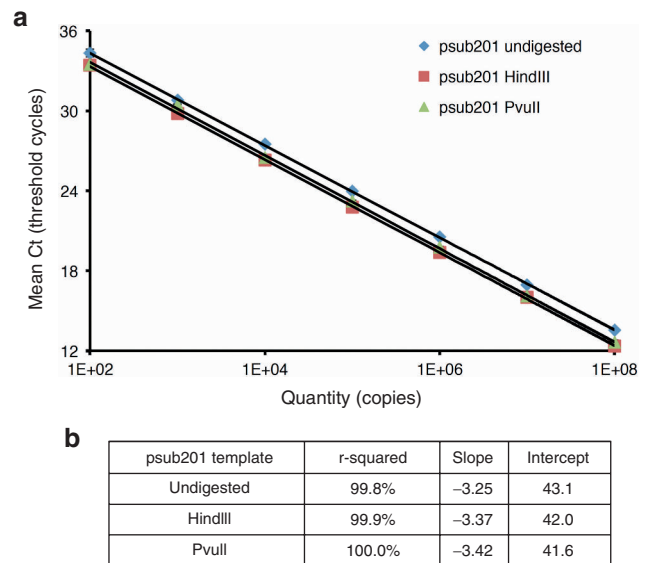 a
36
30
24
18
12
Mean Ct (threshold cycles)
psub201 undigested
psub201 HindIII
psub201 PvuII
1E+02 1E+04 1E+06 1E+08
Quantity (copies)
b
psub201 template r-squared Slope Intercept
Undigested 99.8% −3.25 43.1
HindIII 99.9% −3.37 42.0
PvuII 100.0% −3.42 41.6